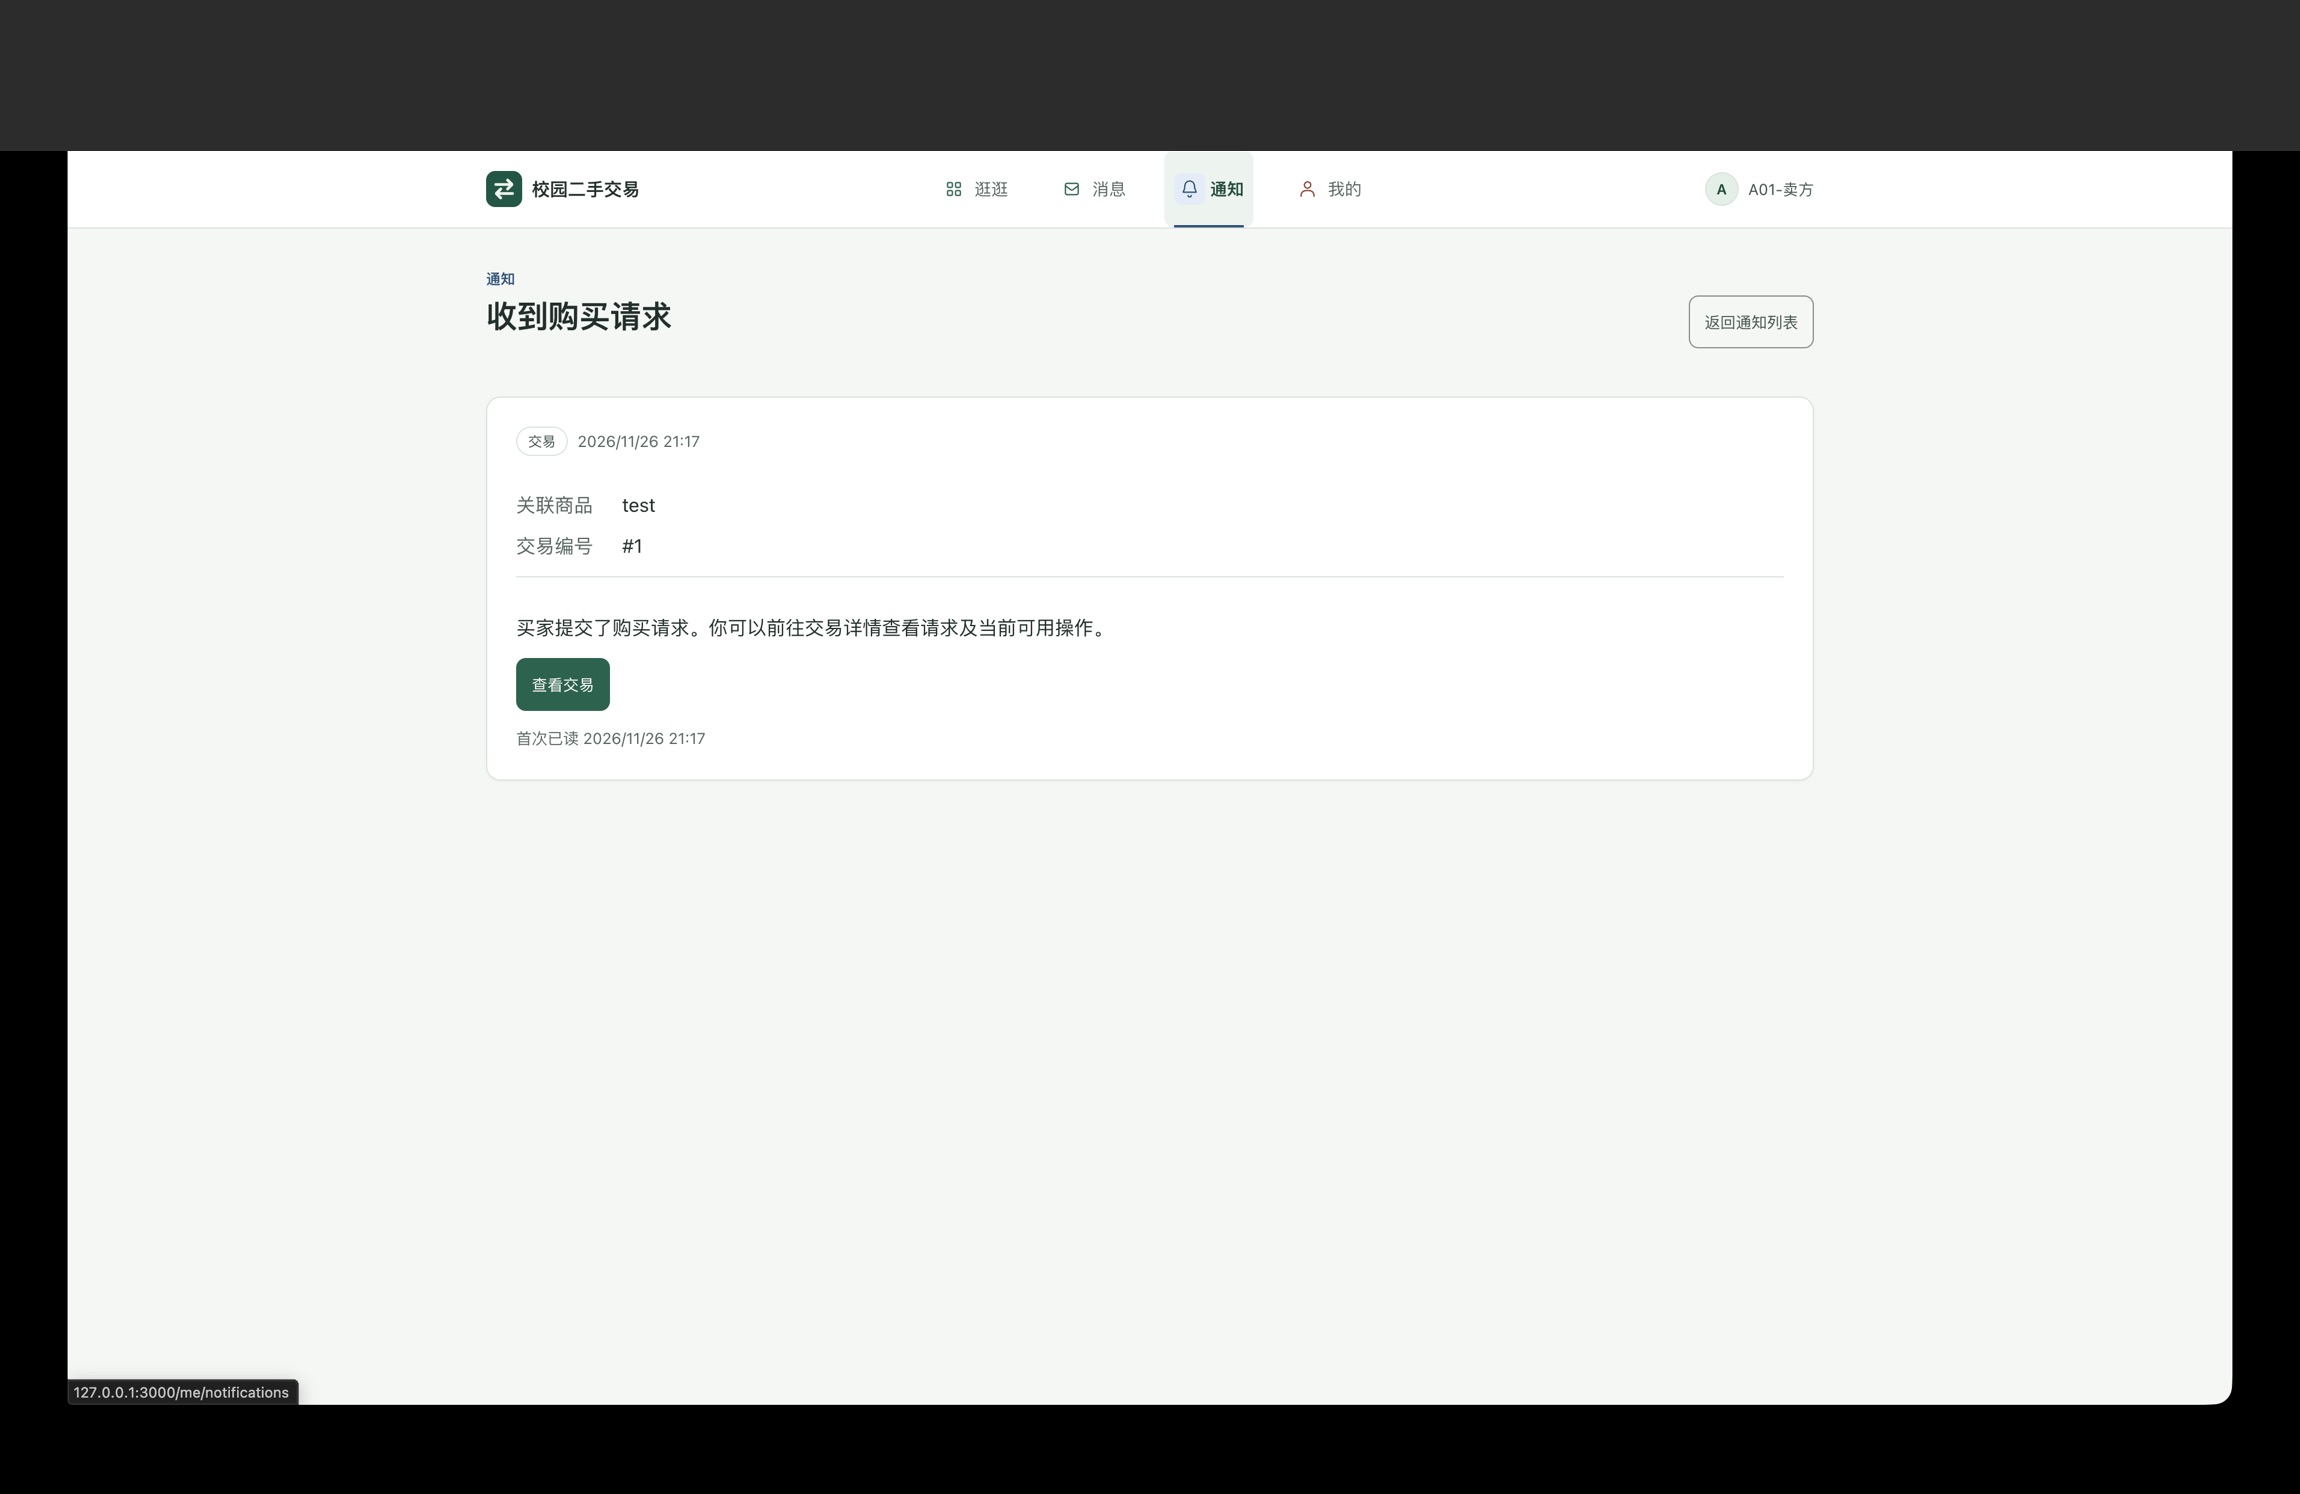 校园二手交易
逛逛
消息
通知
我的
A
A01-卖方
通知
收到购买请求
返回通知列表
交易 2026/11/26 21:17
关联商品 test
交易编号 #1
买家提交了购买请求。你可以前往交易详情查看请求及当前可用操作。
查看交易
首次已读 2026/11/26 21:17
127.0.0.1:3000/me/notifications